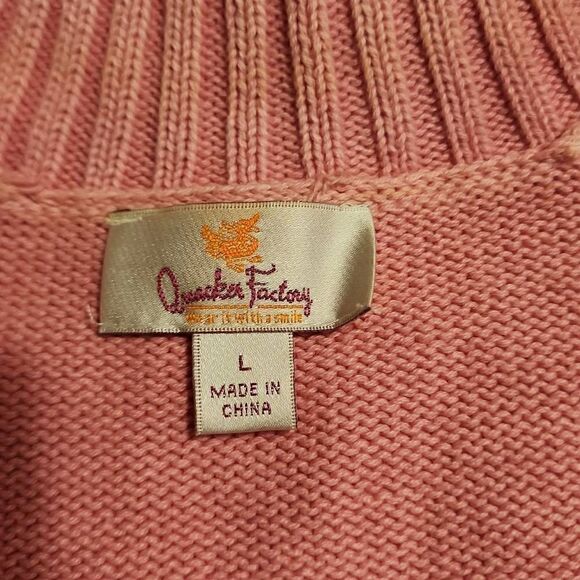 Quacker Factory
Wear it with a smile
L
MADE IN
CHINA